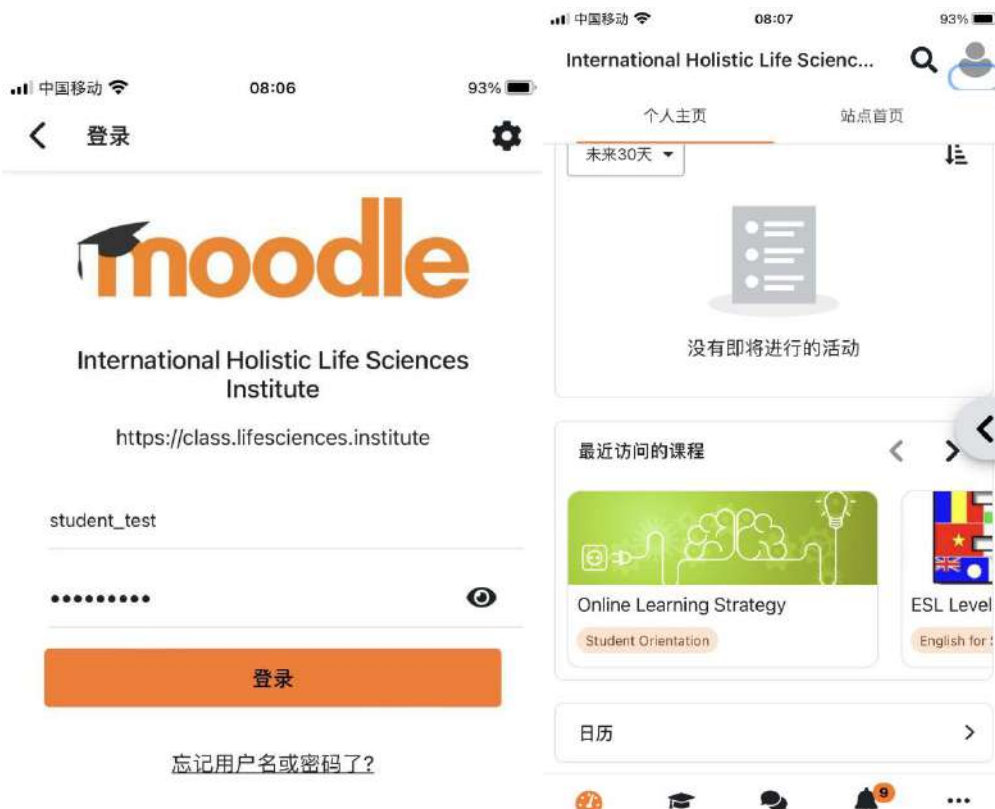 中国移动
08:06
93%
登录
moodle
International Holistic Life Sciences
Institute
https://class.lifesciences.institute
student_test
•••••••••
登录
忘记用户名或密码了?
中国移动
08:07
93%
International Holistic Life Scienc...
个人主页
站点首页
未来30天
没有即将进行的活动
最近访问的课程
Online Learning Strategy
Student Orientation
ESL Level
English for
日历
9